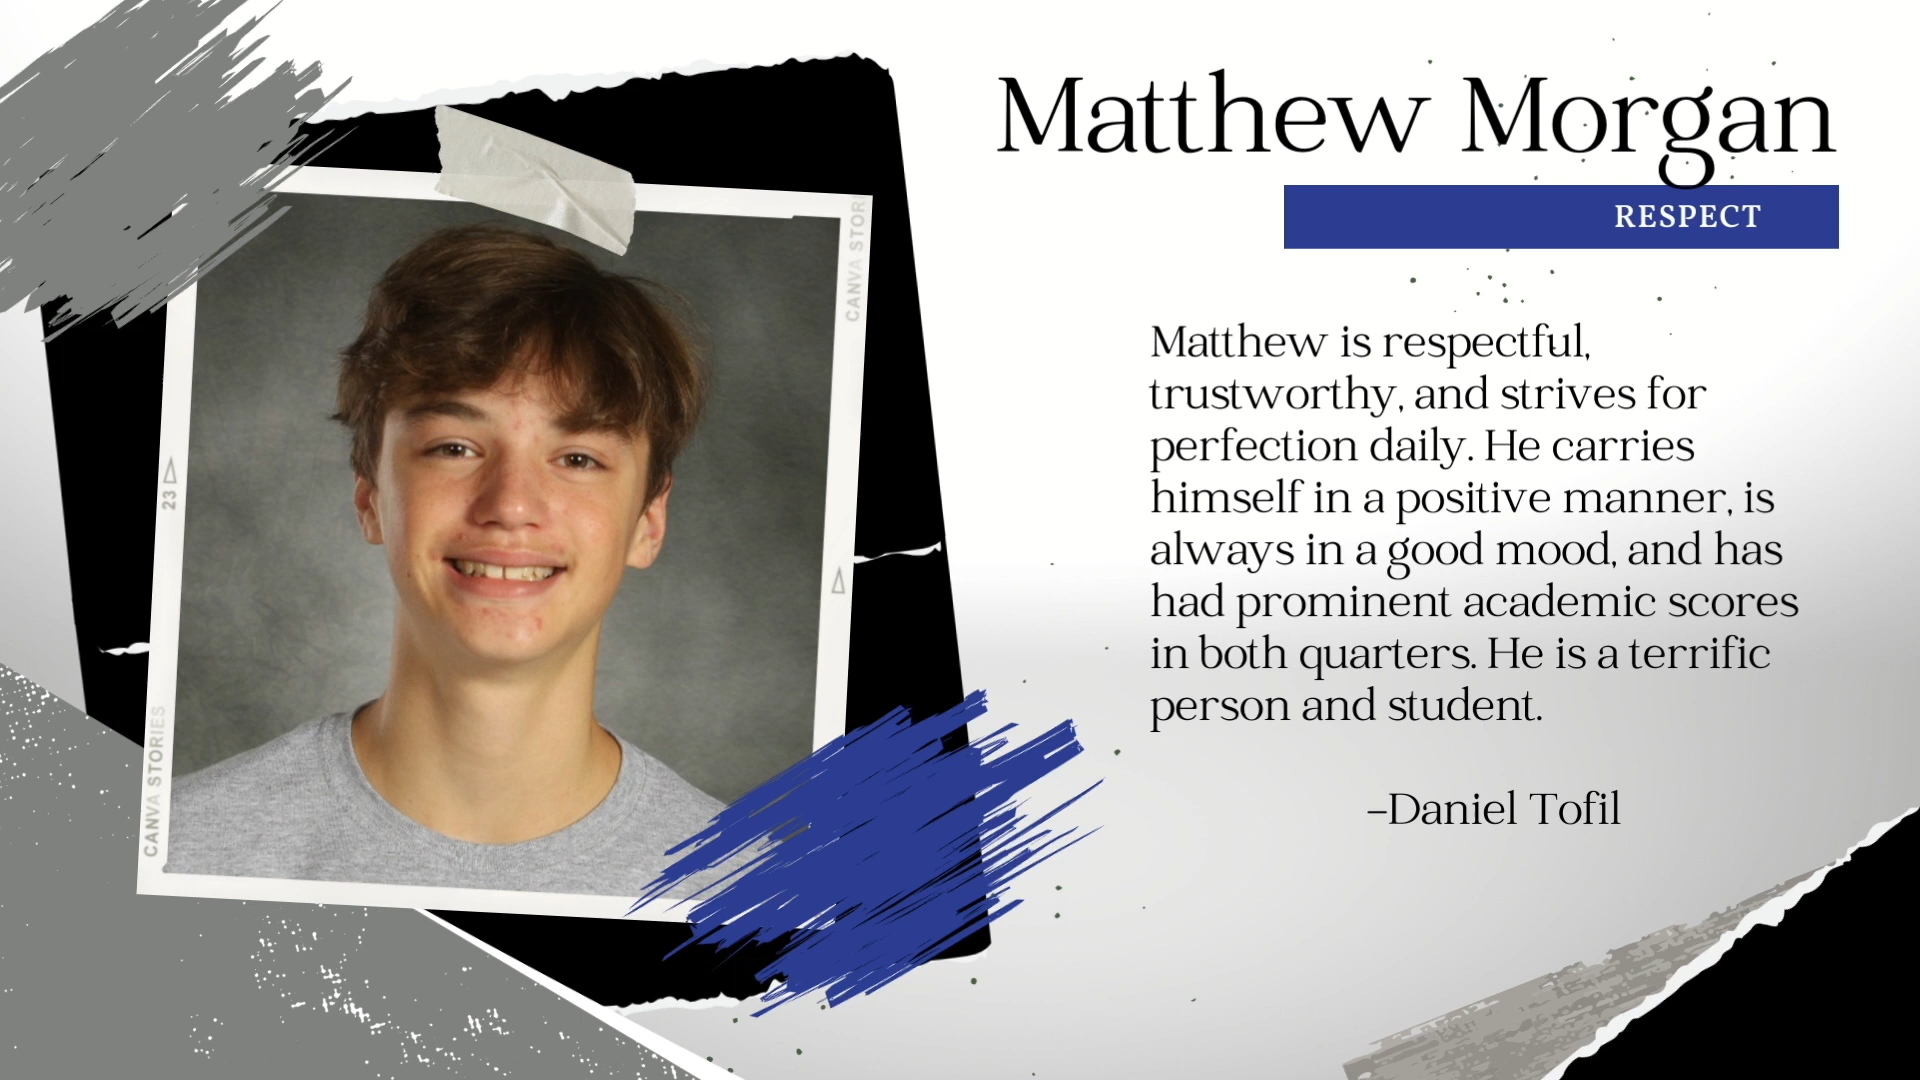 Matthew Morgan
RESPECT
Matthew is respectful,
trustworthy, and strives for
perfection daily. He carries
himself in a positive manner, is
always in a good mood, and has
had prominent academic scores
in both quarters. He is a terrific
person and student.
–Daniel Tofil
CANVA STOR
23
CANVA STORIES